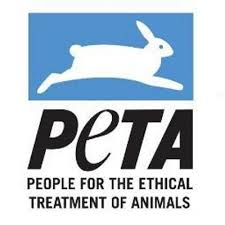 PeTA
PEOPLE FOR THE ETHICAL
TREATMENT OF ANIMALS